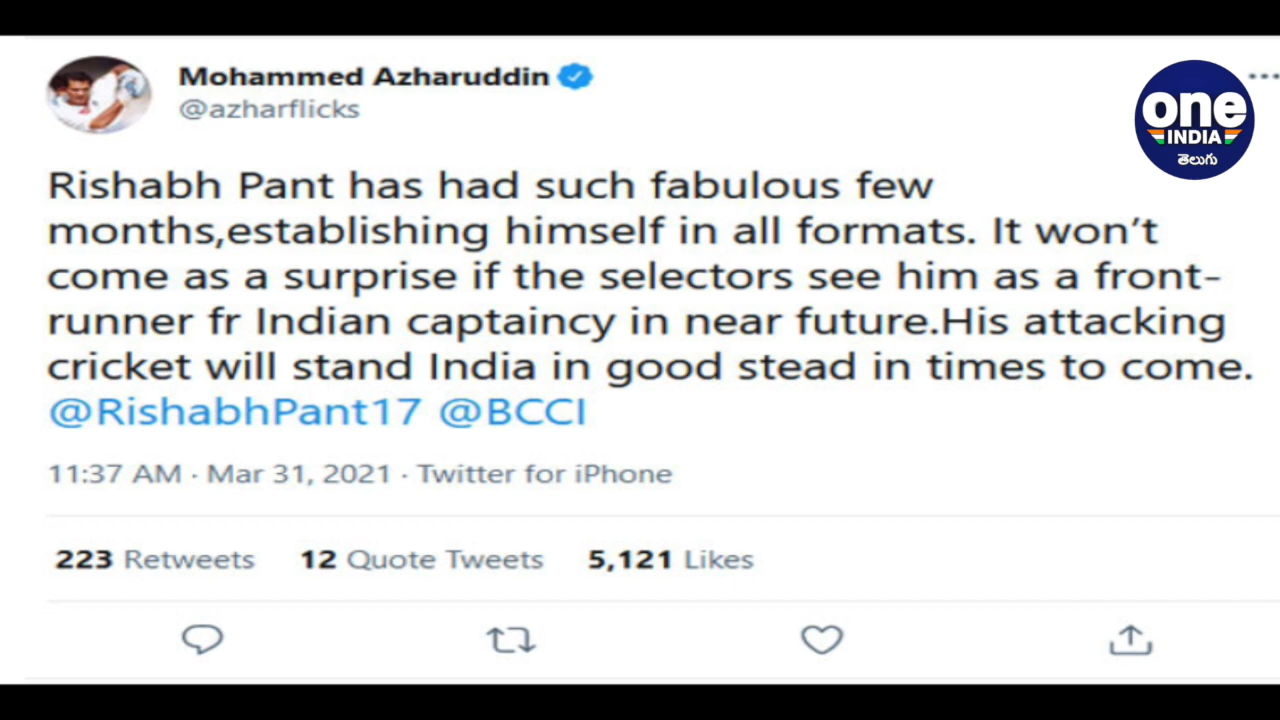 Mohammed Azharuddin
@azharflicks
one
INDIA
తెలుగు
Rishabh Pant has had such fabulous few
months,establishing himself in all formats. It won’t
come as a surprise if the selectors see him as a front-
runner fr Indian captaincy in near future.His attacking
cricket will stand India in good stead in times to come.
@RishabhPant17 @BCCI
11:37 AM · Mar 31, 2021 · Twitter for iPhone
223 Retweets 12 Quote Tweets 5,121 Likes